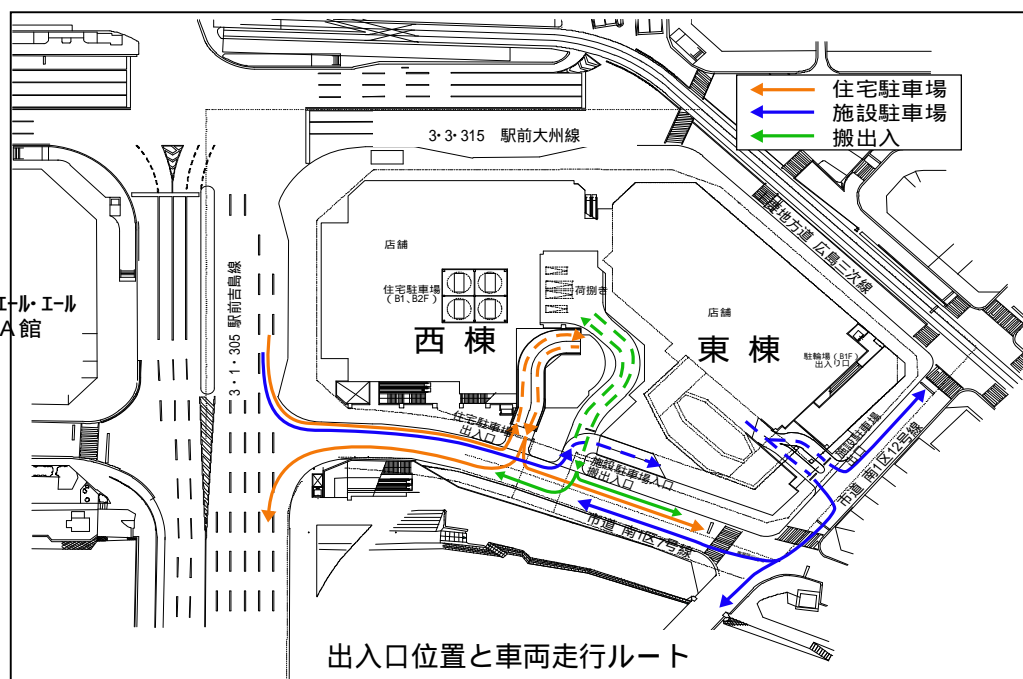 住宅駐車場
施設駐車場
搬出入
3・3・315 駅前大州線
地方道 広島三次線
3・1・305 駅前吉島線
エール・エール
A館
店舗
住宅駐車場
(B1、B2F)
荷捌き
西棟
店舗
東棟
駐輪場(B1F)
出入り口
住宅駐車場
出入口
施設駐車場入口
搬出入口
施設駐車場
出口
市道 南1区12号線
市道 南1区7号線
出入口位置と車両走行ルート